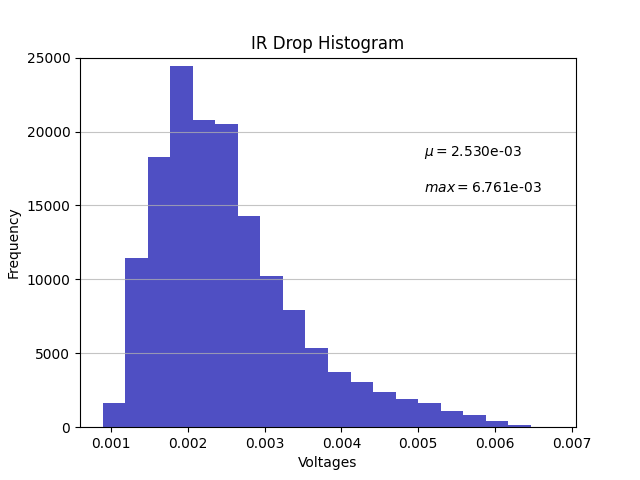 IR Drop Histogram
25000
20000
15000
10000
5000
0
Frequency
μ = 2.530e-03
max = 6.761e-03
0.001 0.002 0.003 0.004 0.005 0.006 0.007
Voltages